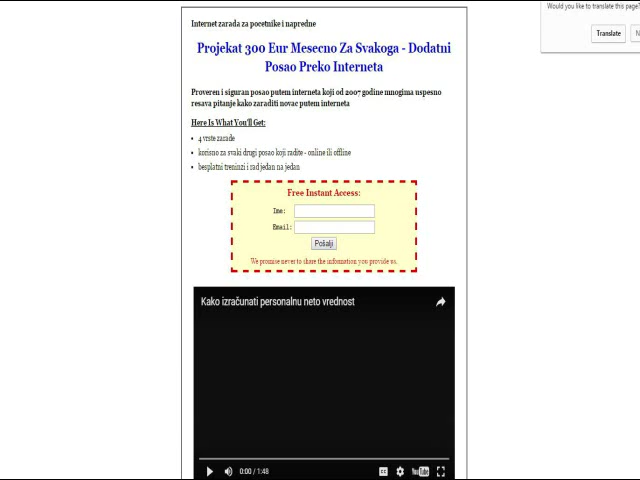 Would you like to translate this page?
Translate
N
Internet zarada za pocetnike i napredne
Projekat 300 Eur Mesecno Za Svakoga - Dodatni
Posao Preko Interneta
Proveren i siguran posao putem interneta koji od 2007 godine mnogima uspesno
resava pitanje kako zaraditi novac putem interneta
Here Is What You'll Get:
4 vrste zarade
korisno za svaki drugi posao koji radite - online ili offline
besplatni treninzi i rad jedan na jedan
Free Instant Access:
Ime:
Email:
Pošalji
We promise never to share the information you provide us.
Kako izračunati personalnu neto vrednost
0:00 / 1:48
YouTube